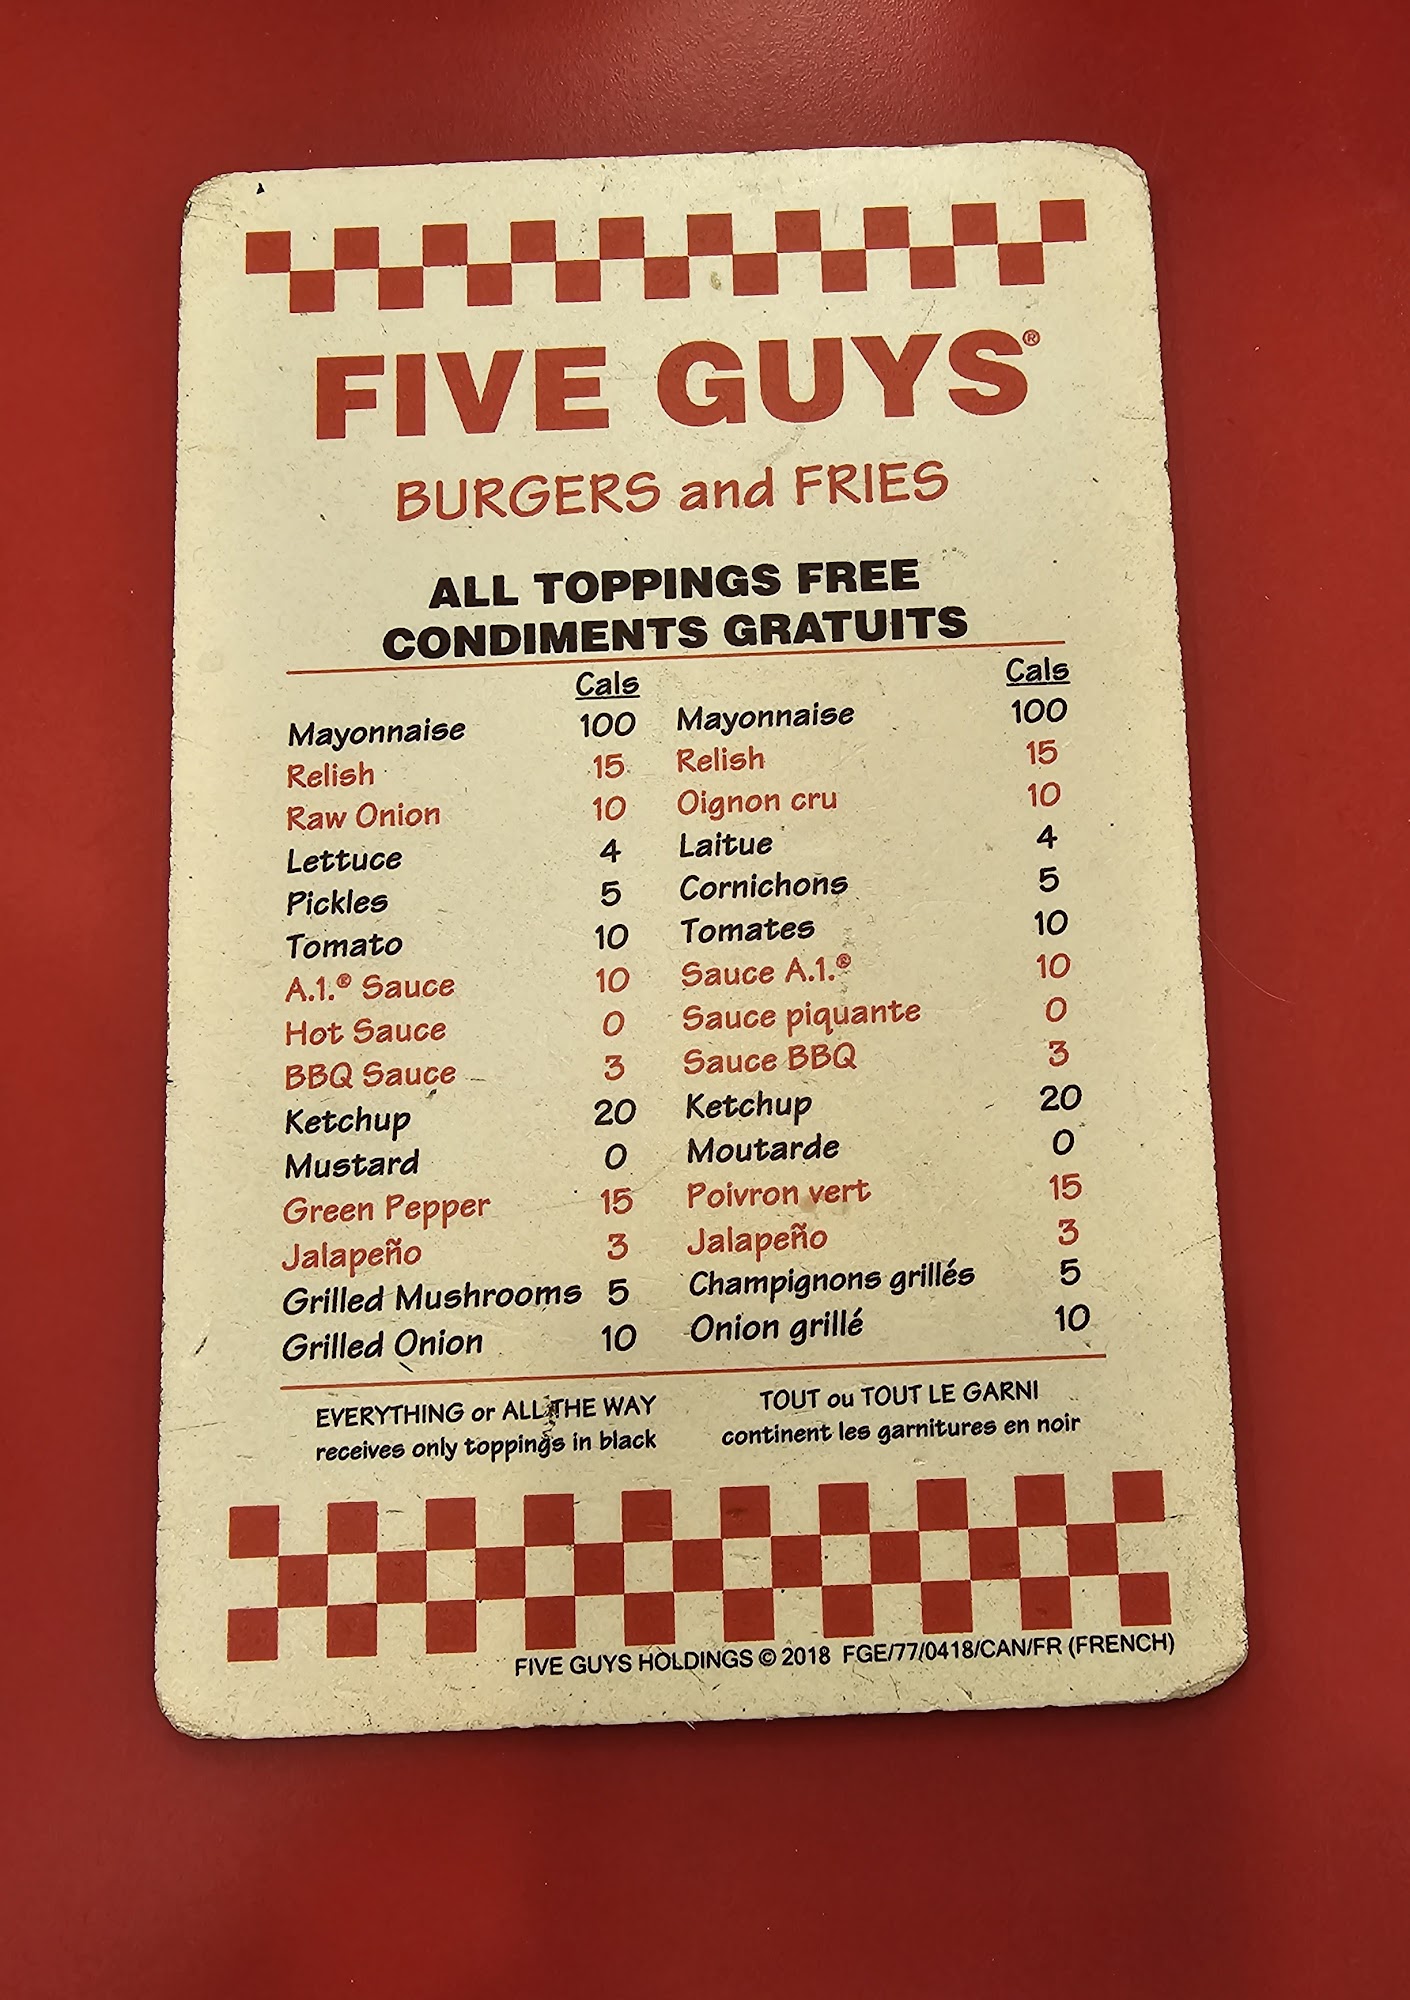 FIVE GUYS®
BURGERS and FRIES
ALL TOPPINGS FREE
CONDIMENTS GRATUITS
Cals Cals
Mayonnaise 100 Mayonnaise 100
Relish 15 Relish 15
Raw Onion 10 Oignon cru 10
Lettuce 4 Laitue 4
Pickles 5 Cornichons 5
Tomato 10 Tomates 10
A.1.® Sauce 10 Sauce A.1.® 10
Hot Sauce 0 Sauce piquante 0
BBQ Sauce 3 Sauce BBQ 3
Ketchup 20 Ketchup 20
Mustard 0 Moutarde 0
Green Pepper 15 Poivron vert 15
Jalapeño 3 Jalapeño 3
Grilled Mushrooms 5 Champignons grillés 5
Grilled Onion 10 Onion grillé 10
EVERYTHING or ALL THE WAY TOUT ou TOUT LE GARNI
receives only toppings in black continent les garnitures en noir
FIVE GUYS HOLDINGS © 2018 FGE/77/0418/CAN/FR (FRENCH)